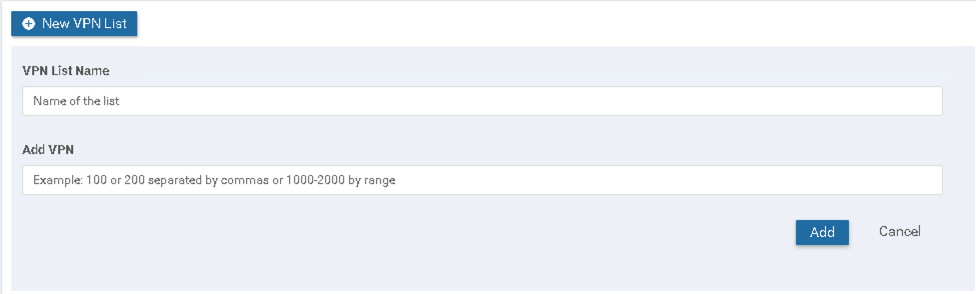 New VPN List
VPN List Name
Name of the list
Add VPN
Example: 100 or 200 separated by commas or 1000-2000 by range
Add Cancel